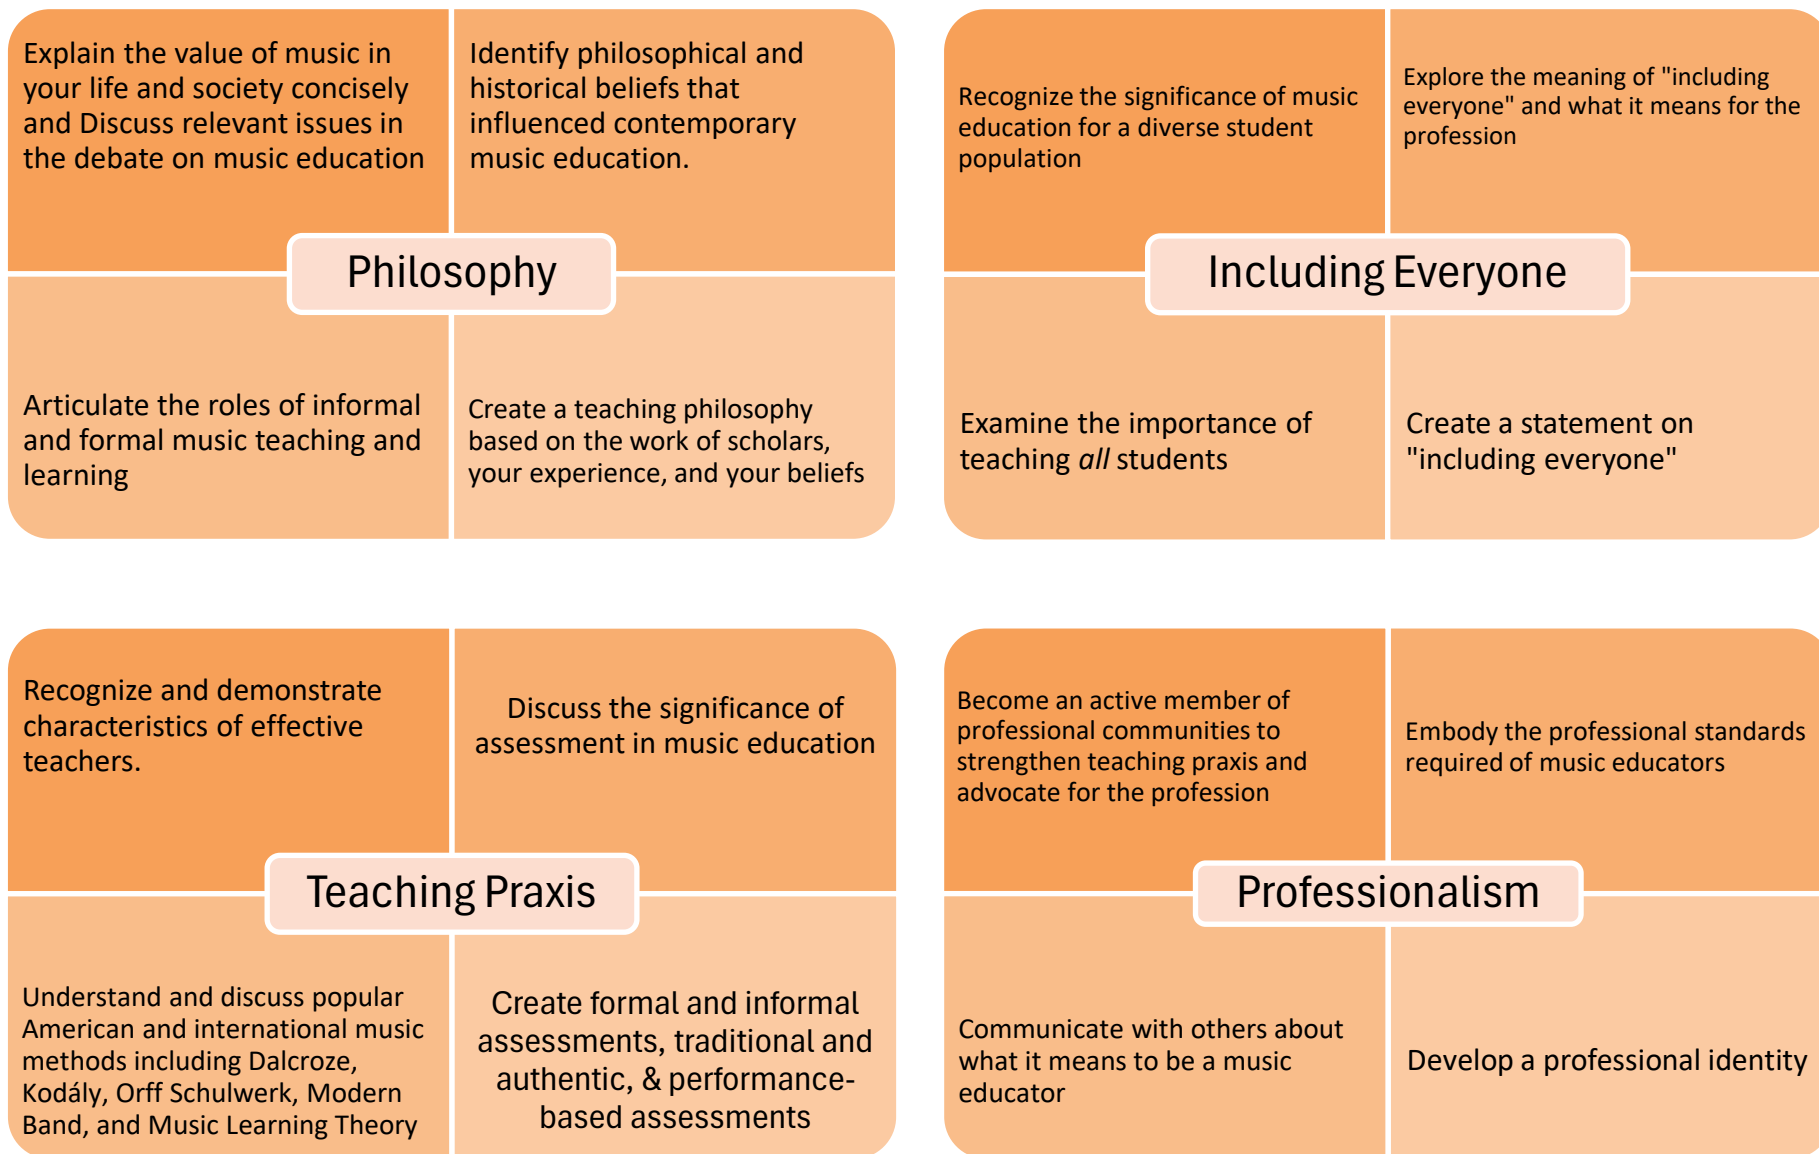 Explain the value of music in
your life and society concisely
and Discuss relevant issues in
the debate on music education
Identify philosophical and
historical beliefs that
influenced contemporary
music education.
Philosophy
Articulate the roles of informal
and formal music teaching and
learning
Create a teaching philosophy
based on the work of scholars,
your experience, and your beliefs
Recognize the significance of music
education for a diverse student
population
Explore the meaning of "including
everyone" and what it means for the
profession
Including Everyone
Examine the importance of
teaching all students
Create a statement on
"including everyone"
Recognize and demonstrate
characteristics of effective
teachers.
Discuss the significance of
assessment in music education
Teaching Praxis
Understand and discuss popular
American and international music
methods including Dalcroze,
Kodály, Orff Schulwerk, Modern
Band, and Music Learning Theory
Create formal and informal
assessments, traditional and
authentic, & performance-
based assessments
Become an active member of
professional communities to
strengthen teaching praxis and
advocate for the profession
Embody the professional standards
required of music educators
Professionalism
Communicate with others about
what it means to be a music
educator
Develop a professional identity